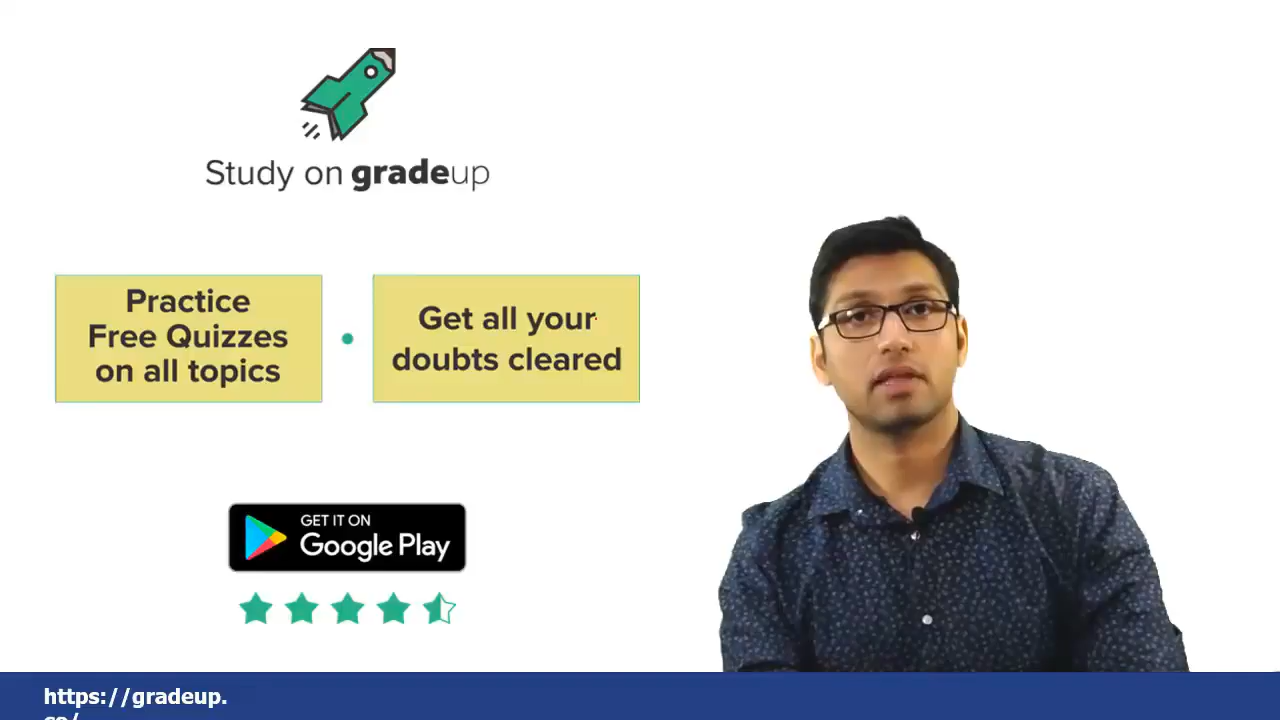 Study on gradeup
Practice
Free Quizzes
on all topics
Get all your
doubts cleared
GET IT ON
Google Play
https://gradeup.
co/